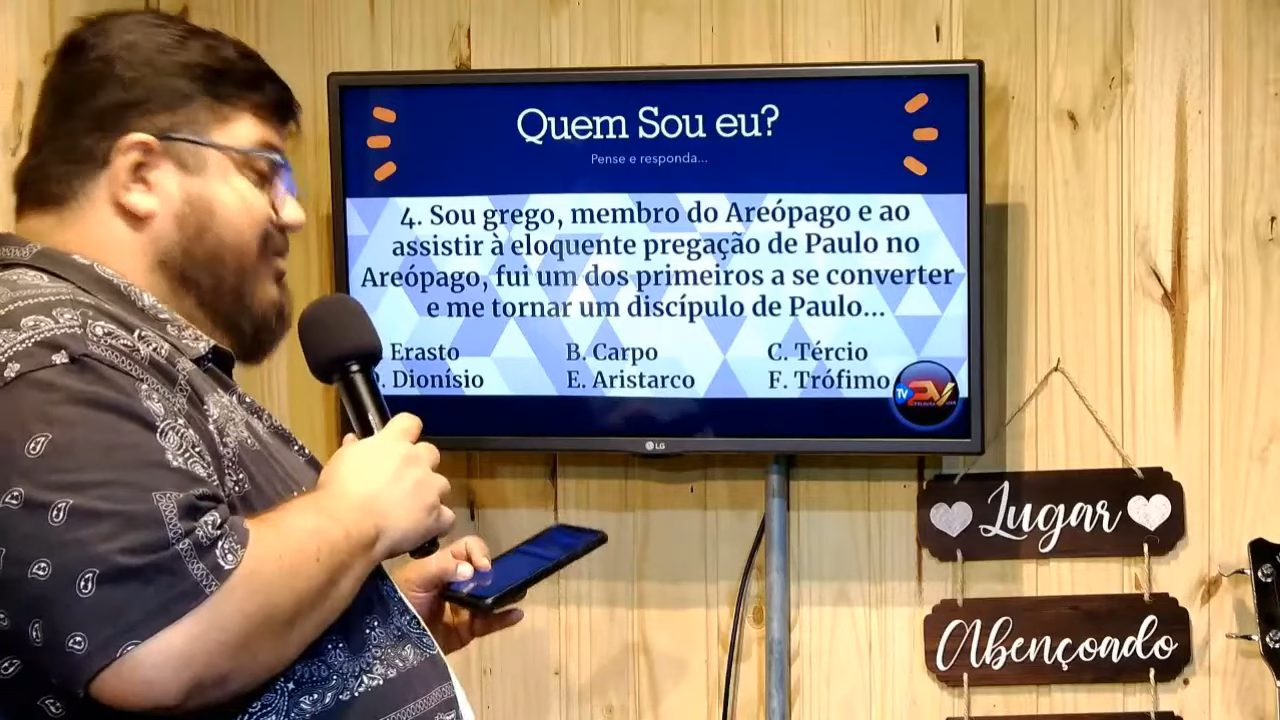 Quem Sou eu?
Pense e responda...
4. Sou grego, membro do Areópago e ao
assistir à eloquente pregação de Paulo no
Areópago, fui um dos primeiros a se converter
e me tornar um discípulo de Paulo...
. Erasto B. Carpo C. Tércio
. Dionísio E. Aristarco F. Trófimo
TV PV
LG
Lugar
Abençoado